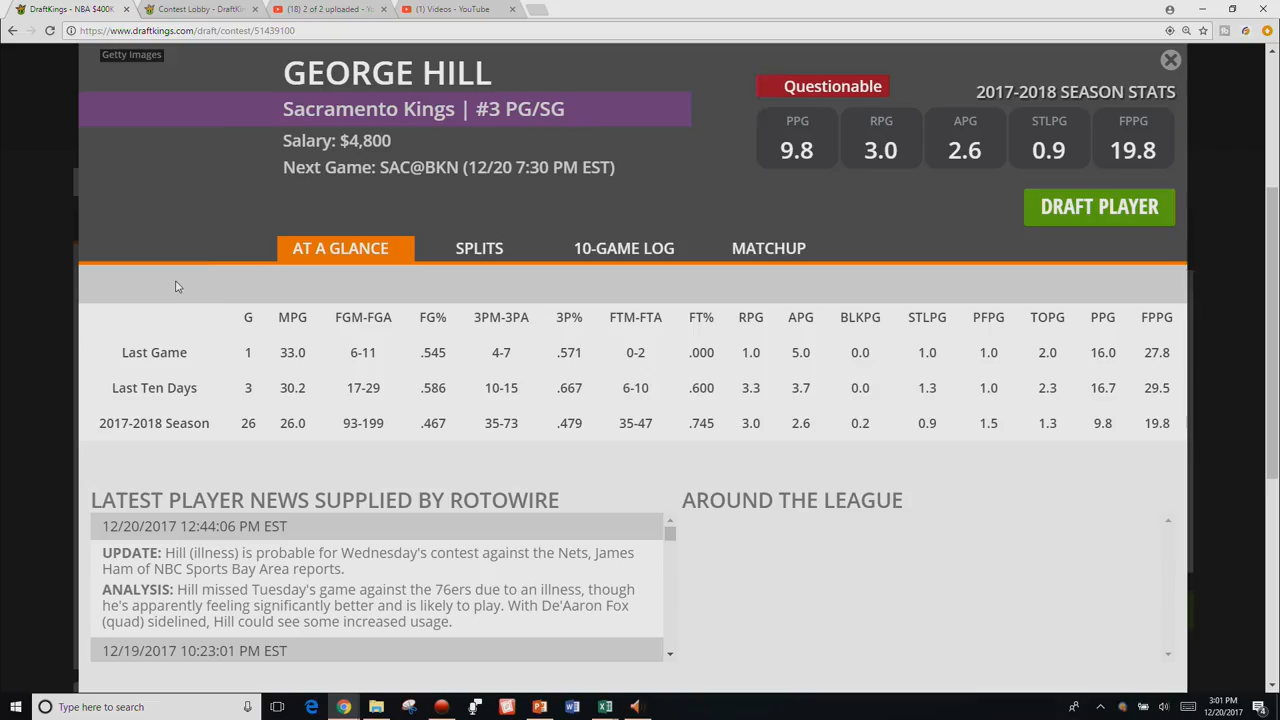 DraftKings - NBA $400K
Contest Lobby - DraftKi
(18) 2 of 2 uploaded - Yo
(1) Videos - YouTube
https://www.draftkings.com/draft/contest/51439100
Getty Images
GEORGE HILL
Sacramento Kings | #3 PG/SG
Salary: $4,800
Next Game: SAC@BKN (12/20 7:30 PM EST)
Questionable
2017-2018 SEASON STATS
PPG RPG APG STLPG FPPG
9.8 3.0 2.6 0.9 19.8
DRAFT PLAYER
AT A GLANCE SPLITS 10-GAME LOG MATCHUP
G MPG FGM-FGA FG% 3PM-3PA 3P% FTM-FTA FT% RPG APG BLKPG STLPG PFPG TOPG PPG FPPG
Last Game 1 33.0 6-11 .545 4-7 .571 0-2 .000 1.0 5.0 0.0 1.0 1.0 2.0 16.0 27.8
Last Ten Days 3 30.2 17-29 .586 10-15 .667 6-10 .600 3.3 3.7 0.0 1.3 1.0 2.3 16.7 29.5
2017-2018 Season 26 26.0 93-199 .467 35-73 .479 35-47 .745 3.0 2.6 0.2 0.9 1.5 1.3 9.8 19.8
LATEST PLAYER NEWS SUPPLIED BY ROTOWIRE
12/20/2017 12:44:06 PM EST
UPDATE: Hill (illness) is probable for Wednesday's contest against the Nets, James
Ham of NBC Sports Bay Area reports.
ANALYSIS: Hill missed Tuesday's game against the 76ers due to an illness, though
he's apparently feeling significantly better and is likely to play. With De'Aaron Fox
(quad) sidelined, Hill could see some increased usage.
12/19/2017 10:23:01 PM EST
AROUND THE LEAGUE
Type here to search
3:01 PM
12/20/2017